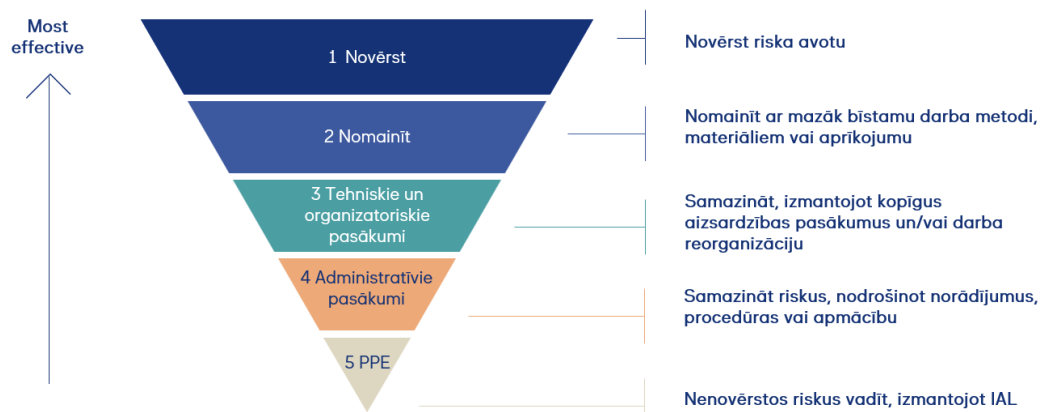 Most
effective
1 Novērst
Novērst riska avotu
2 Nomainīt
Nomainīt ar mazāk bīstamu darba metodi,
materiāliem vai aprīkojumu
3 Tehniskie un
organizatoriskie
pasākumi
Samazināt, izmantojot kopīgus
aizsardzības pasākumus un/vai darba
reorganizāciju
4 Administratīvie
pasākumi
Samazināt riskus, nodrošinot norādījumus,
procedūras vai apmācību
5 PPE
Nenovērstos riskus vadīt, izmantojot IAL